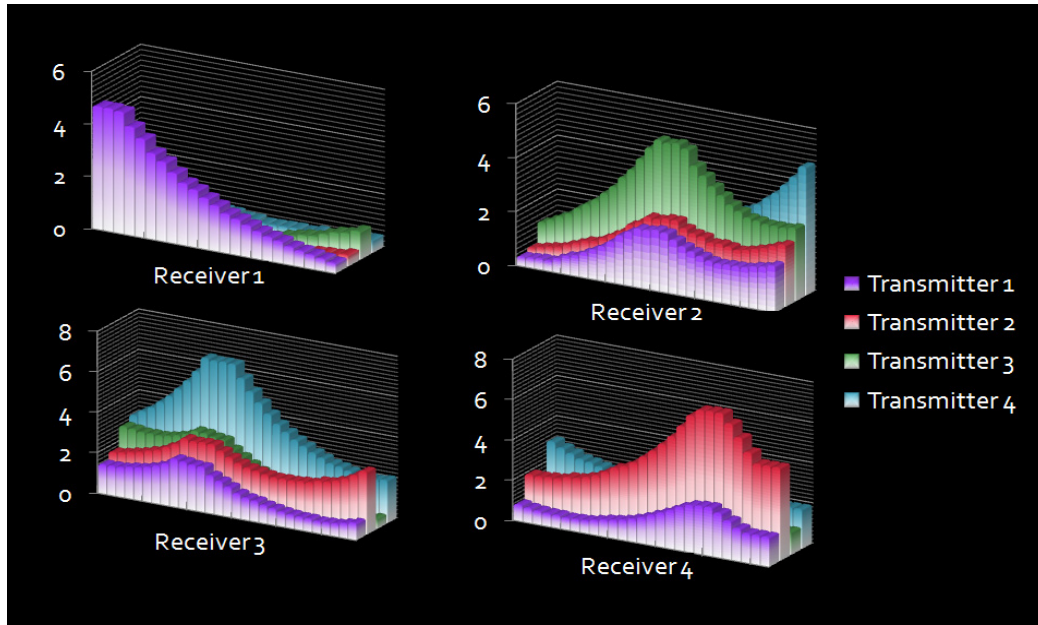 6
4
2
0
Receiver 1
6
4
2
0
Receiver 2
8
6
4
2
0
Receiver 3
8
6
4
2
0
Receiver 4
Transmitter 1
Transmitter 2
Transmitter 3
Transmitter 4